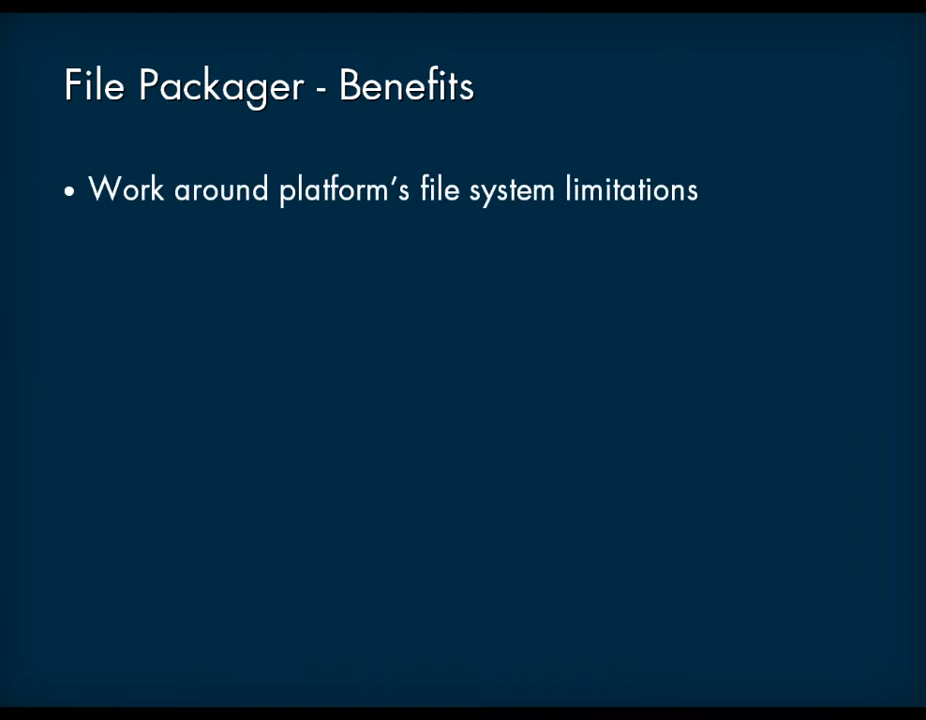 File Packager - Benefits
• Work around platform’s file system limitations